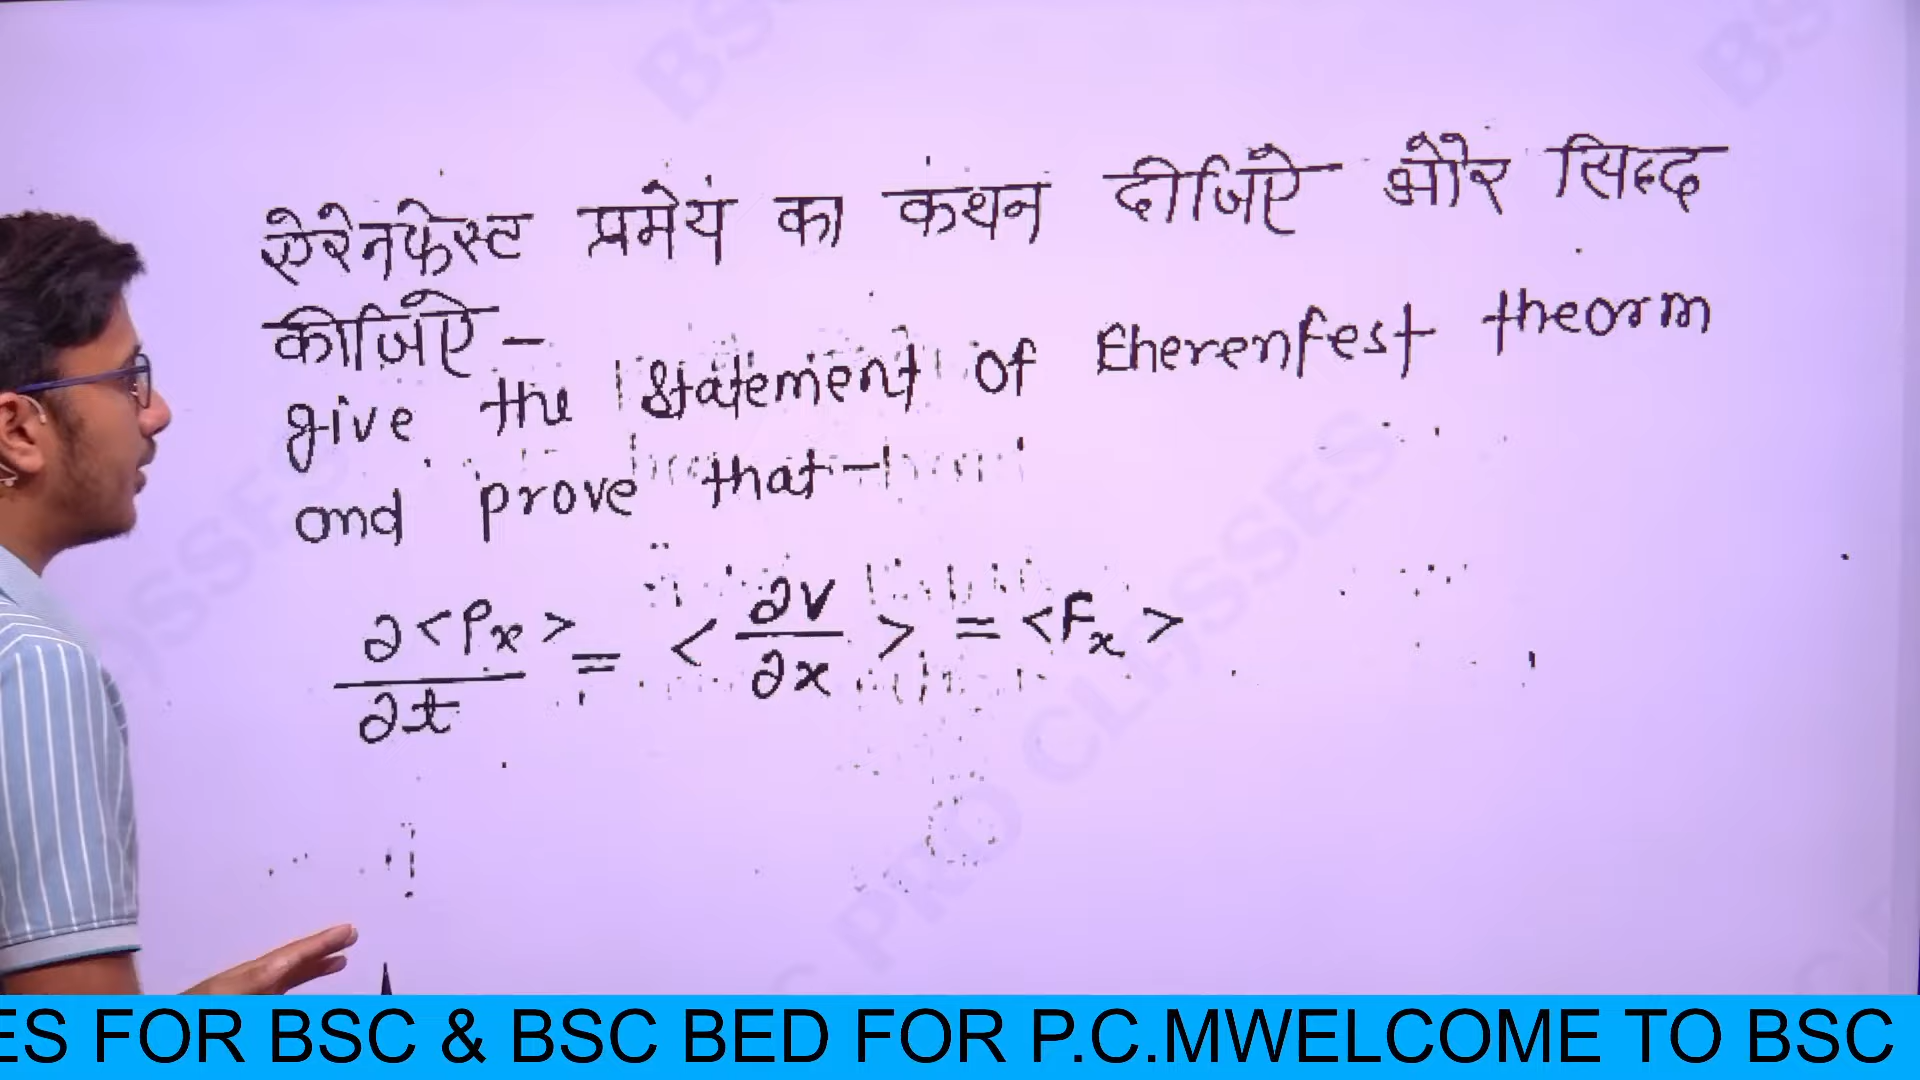 ऐरेनफेस्ट प्रमेय का कथन दीजिऐ और सिद्द
कीजिऐ -
give the statement of Eherenfest theorm
and prove that -
∂<Px>/∂t = <∂V/∂x> = <Fx>
ES FOR BSC & BSC BED FOR P.C.MWELCOME TO BSC